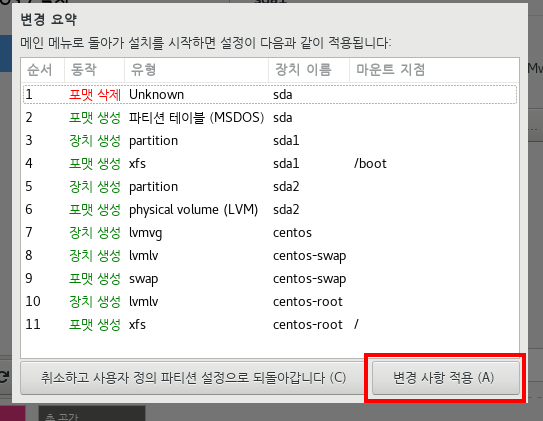 sda1
변경 요약
메인 메뉴로 돌아가 설치를 시작하면 설정이 다음과 같이 적용됩니다:
순서 동작 유형 장치 이름 마운트 지점
1 포맷 삭제 Unknown sda
2 포맷 생성 파티션 테이블 (MSDOS) sda
3 장치 생성 partition sda1
4 포맷 생성 xfs sda1 /boot
5 장치 생성 partition sda2
6 포맷 생성 physical volume (LVM) sda2
7 장치 생성 lvmvg centos
8 장치 생성 lvmlv centos-swap
9 포맷 생성 swap centos-swap
10 장치 생성 lvmlv centos-root
11 포맷 생성 xfs centos-root /
취소하고 사용자 정의 파티션 설정으로 되돌아갑니다 (C) 변경 사항 적용 (A)
총 공간